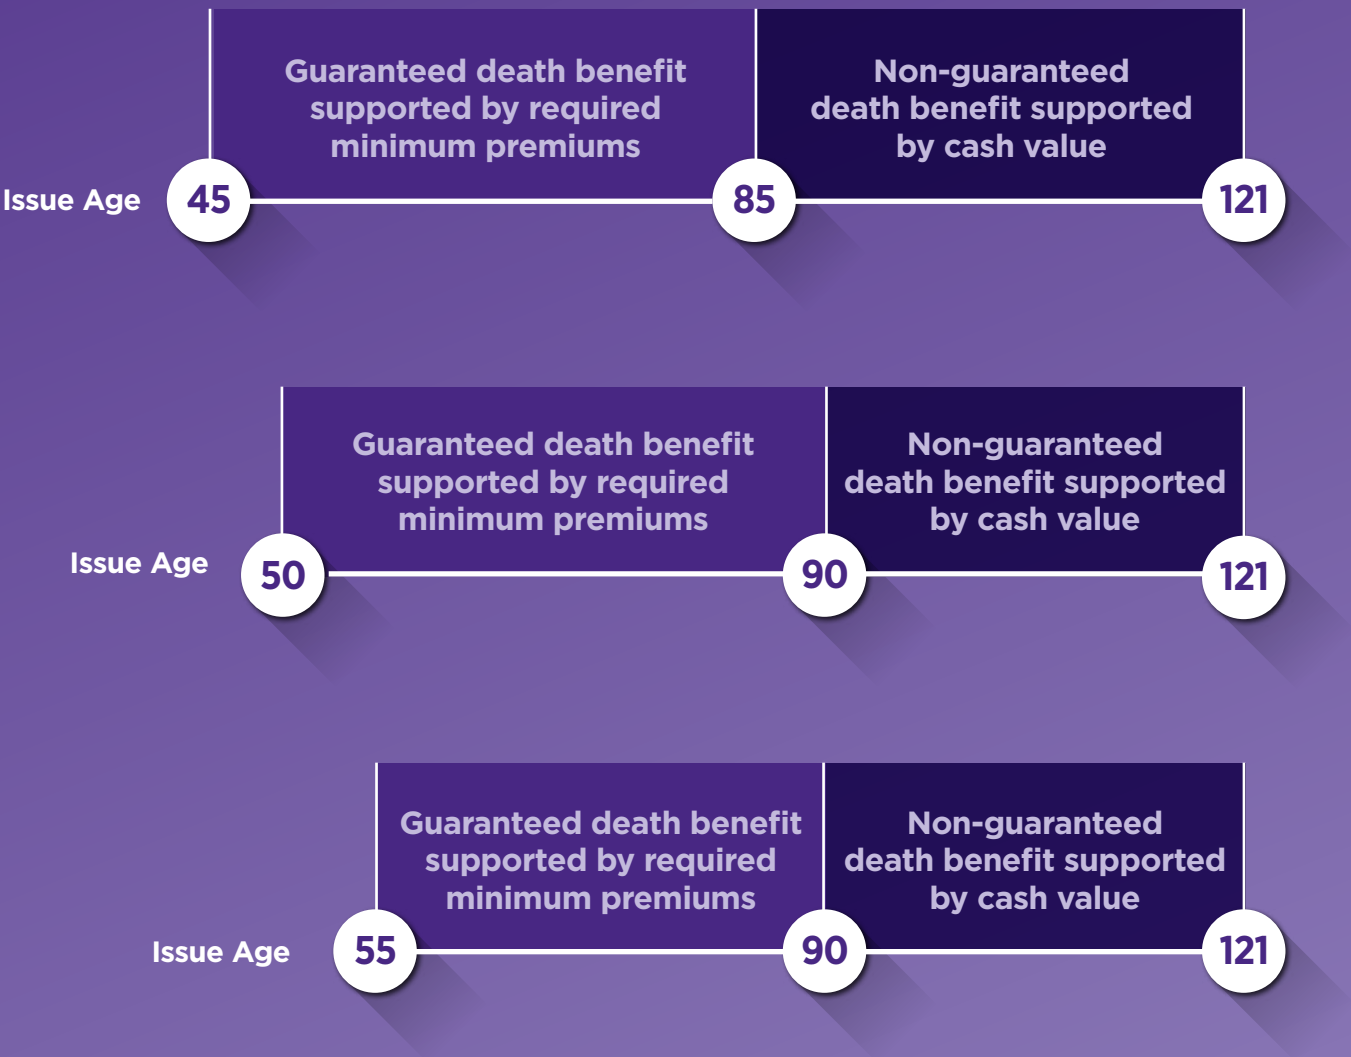 Guaranteed death benefit
supported by required
minimum premiums
Non-guaranteed
death benefit supported
by cash value
Issue Age
45
85
121
Guaranteed death benefit
supported by required
minimum premiums
Non-guaranteed
death benefit supported
by cash value
Issue Age
50
90
121
Guaranteed death benefit
supported by required
minimum premiums
Non-guaranteed
death benefit supported
by cash value
Issue Age
55
90
121